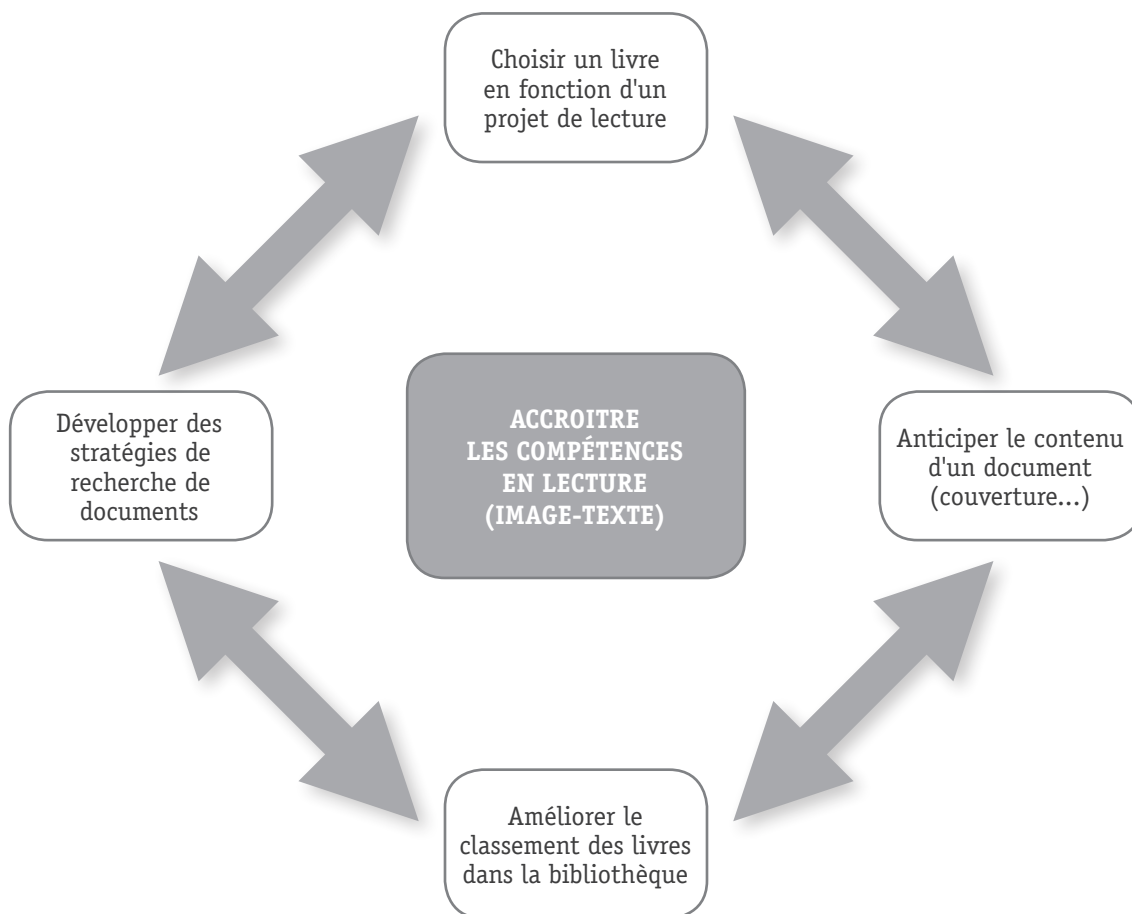 Choisir un livre
en fonction d'un
projet de lecture
Développer des
stratégies de
recherche de
documents
ACCROITRE
LES COMPÉTENCES
EN LECTURE
(IMAGE-TEXTE)
Anticiper le contenu
d'un document
(couverture...)
Améliorer le
classement des livres
dans la bibliothèque